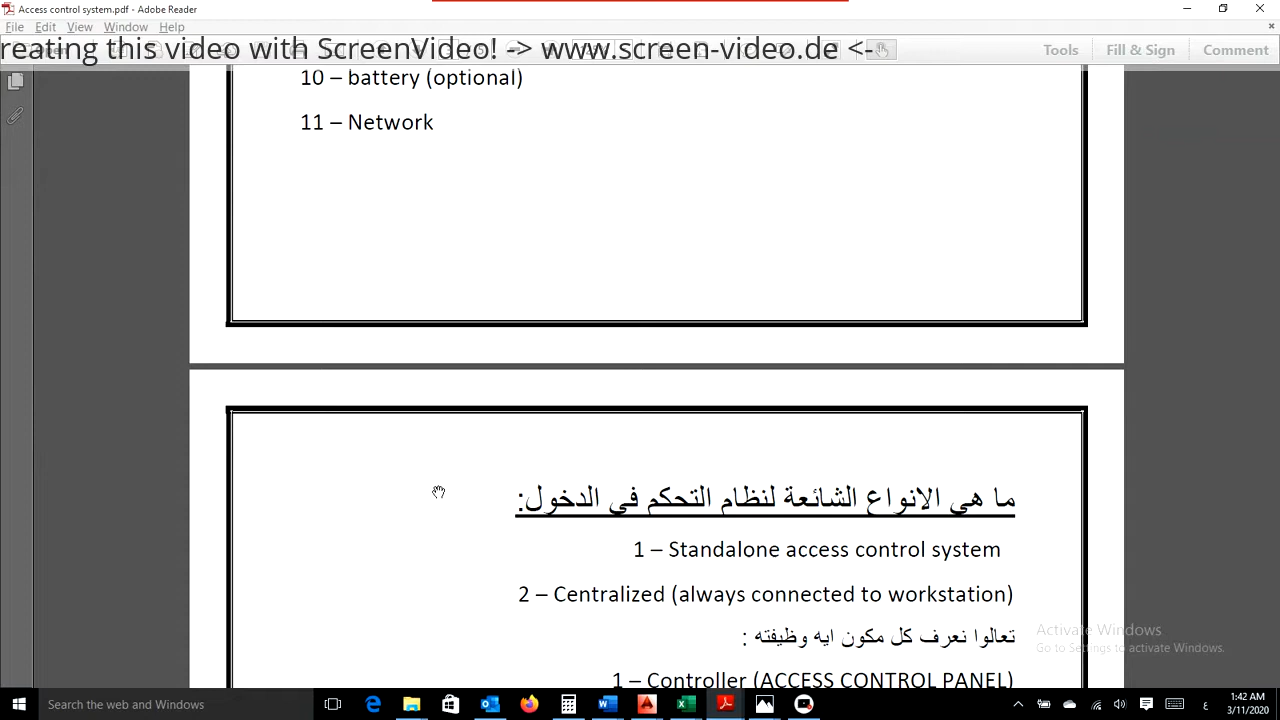 Access control system.pdf - Adobe Reader
File Edit View Window Help
reating this video with ScreenVideo! -> www.screen-video.de <-
Tools Fill & Sign Comment
10 – battery (optional)
11 – Network
ما هي الانواع الشائعة لنظام التحكم في الدخول:
1 – Standalone access control system
2 – Centralized (always connected to workstation)
تعالوا نعرف كل مكون ايه وظيفته :
1 – Controller (ACCESS CONTROL PANEL)
Activate Windows
Go to Settings to activate Windows.
Search the web and Windows
ع
1:42 AM
3/11/2020